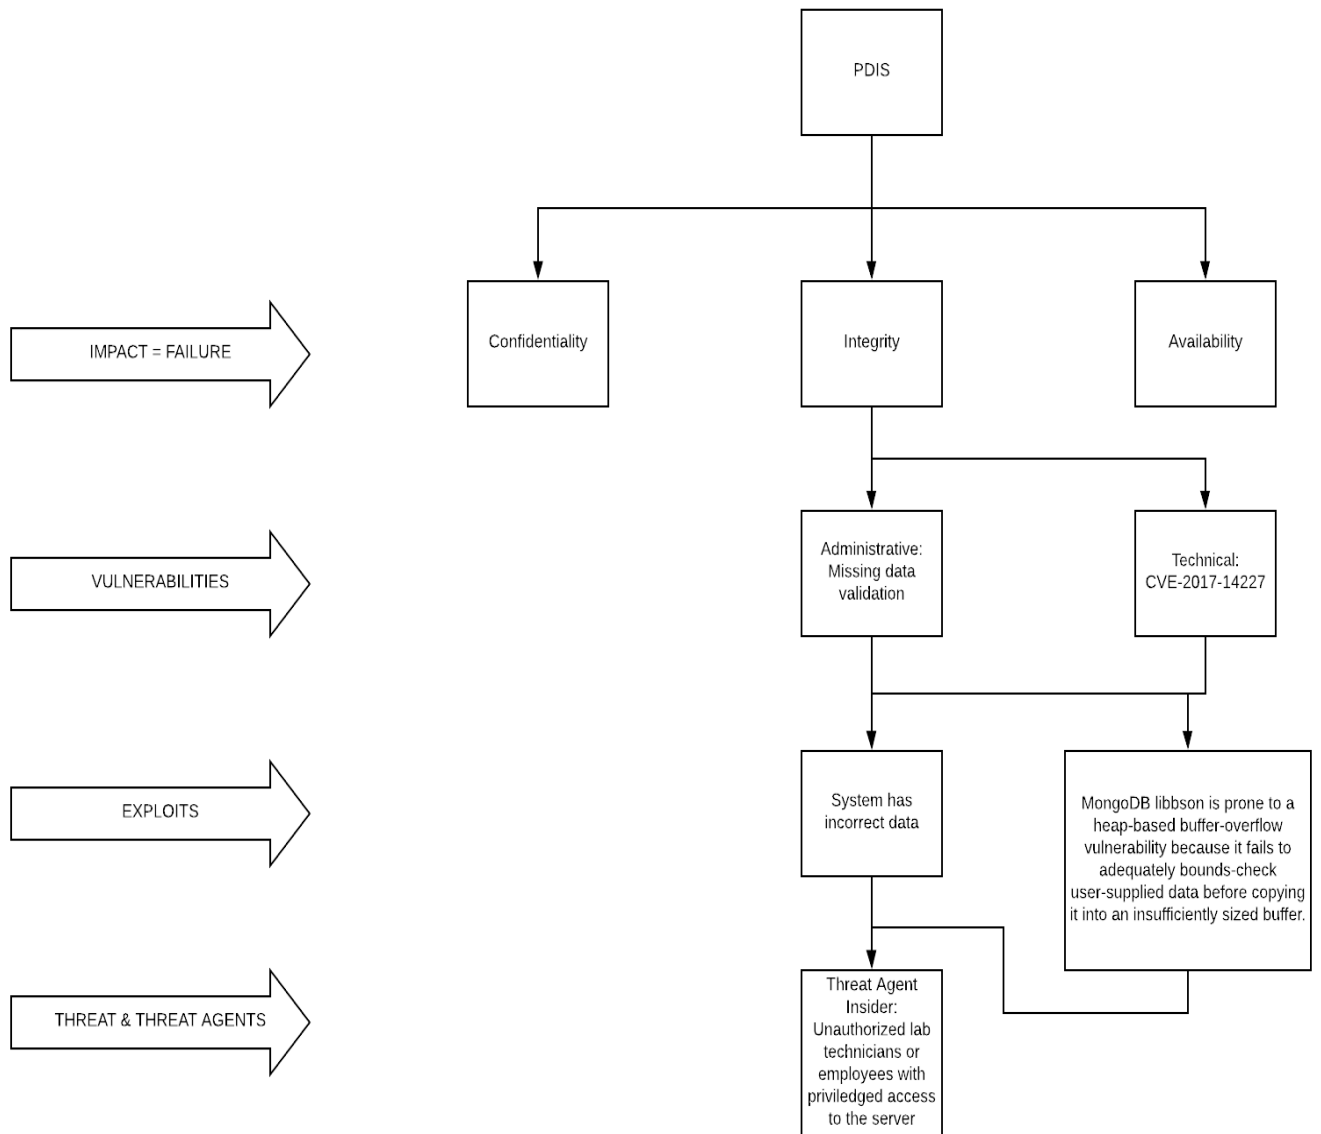 PDIS
IMPACT = FAILURE
Confidentiality
Integrity
Availability
VULNERABILITIES
Administrative:
Missing data
validation
Technical:
CVE-2017-14227
EXPLOITS
System has
incorrect data
MongoDB libbson is prone to a
heap-based buffer-overflow
vulnerability because it fails to
adequately bounds-check
user-supplied data before copying
it into an insufficiently sized buffer.
THREAT & THREAT AGENTS
Threat Agent
Insider:
Unauthorized lab
technicians or
employees with
priviledged access
to the server